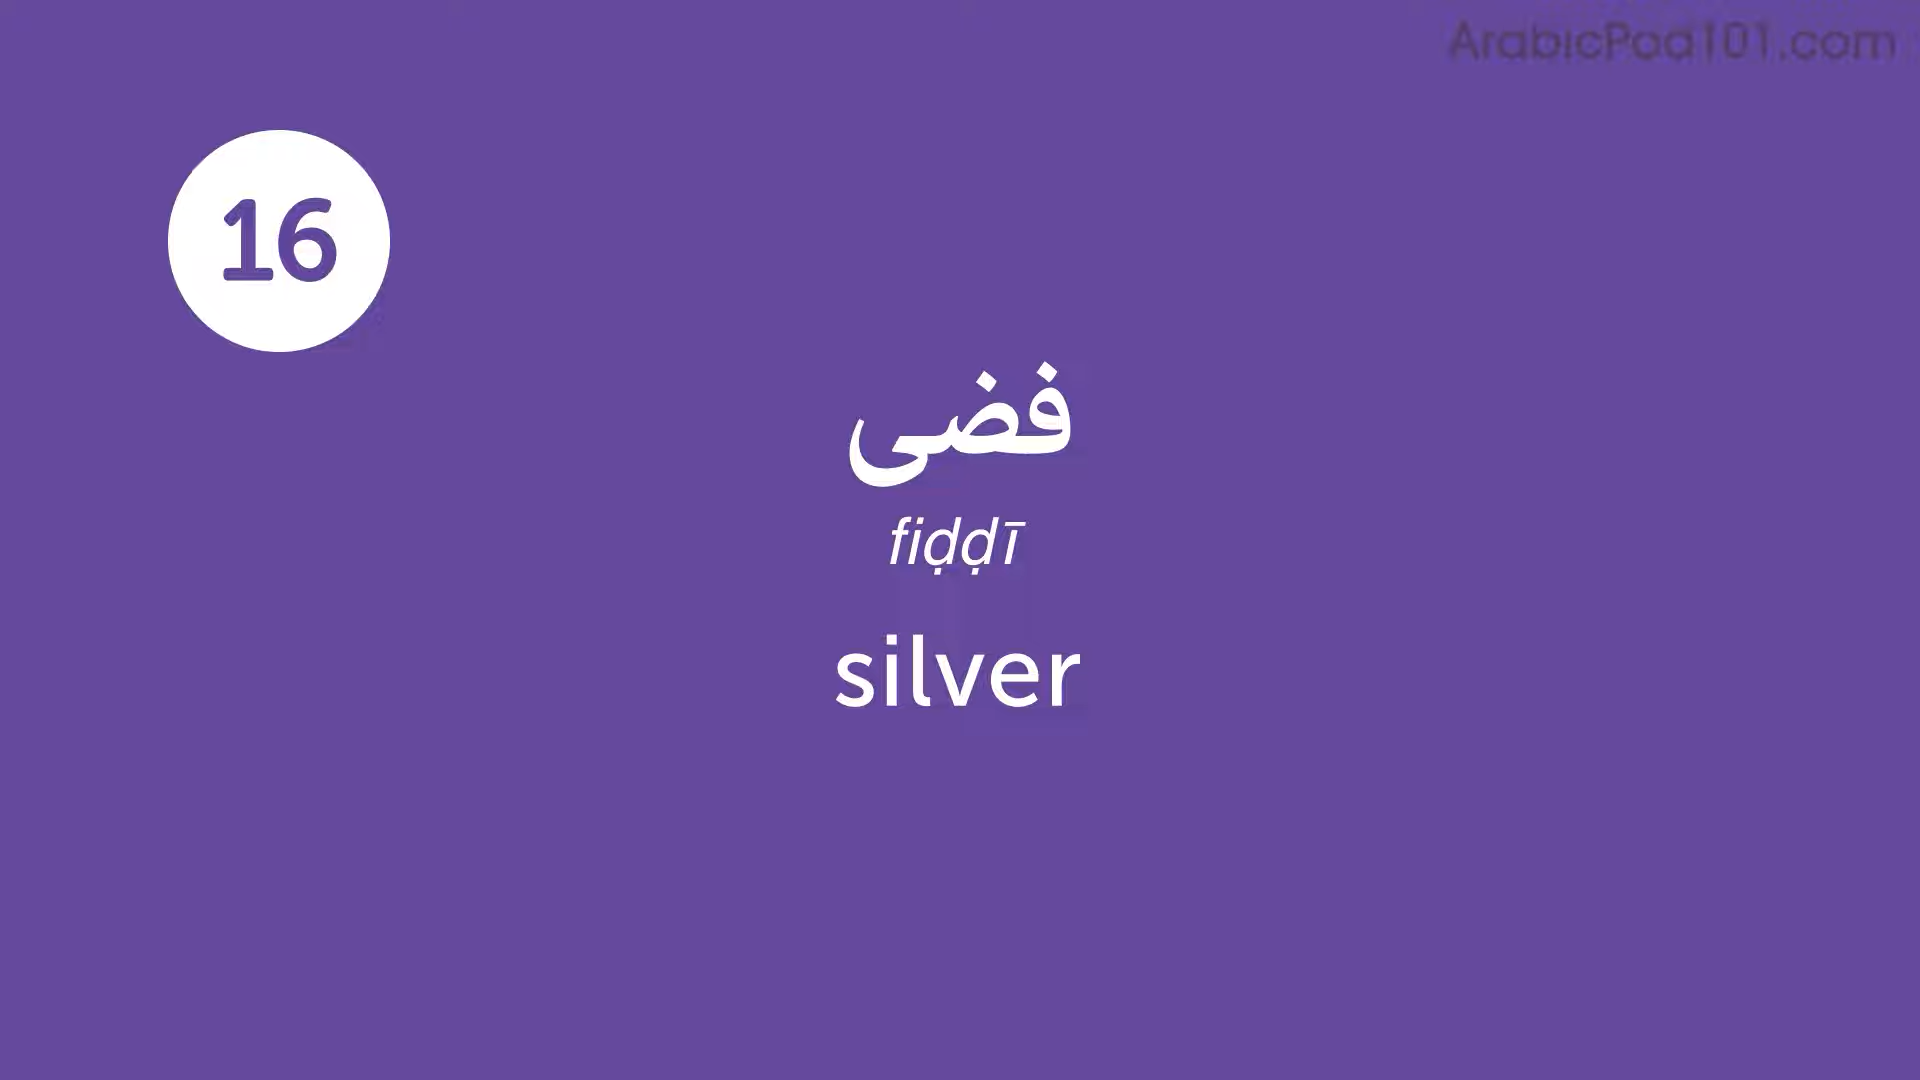 ArabicPod101.com
16
فضى
fiḍḍī
silver